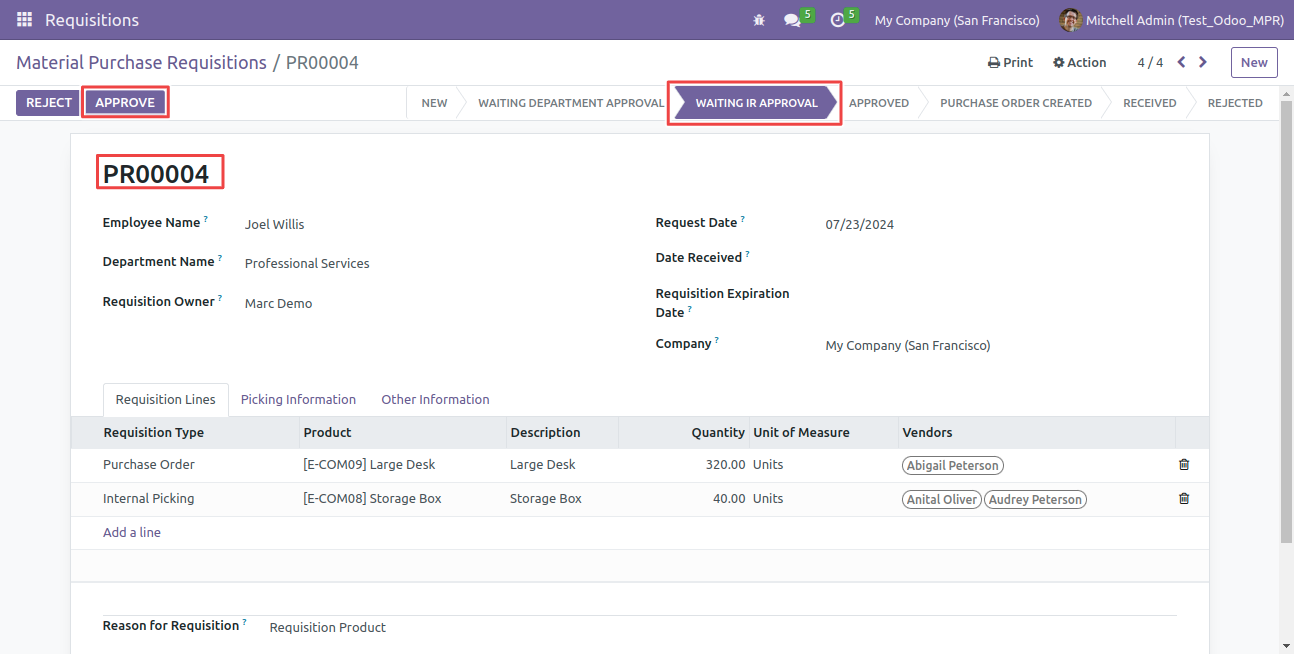 Requisitions 5 5 My Company (San Francisco) Mitchell Admin (Test_Odoo_MPR)
Material Purchase Requisitions / PR00004 Print Action 4 / 4 New
REJECT APPROVE NEW WAITING DEPARTMENT APPROVAL WAITING IR APPROVAL APPROVED PURCHASE ORDER CREATED RECEIVED REJECTED
PR00004
Employee Name ? Joel Willis Request Date ? 07/23/2024
Department Name ? Professional Services Date Received ?
Requisition Owner ? Marc Demo Requisition Expiration
Date ?
Company ? My Company (San Francisco)
Requisition Lines Picking Information Other Information
Requisition Type Product Description Quantity Unit of Measure Vendors
Purchase Order [E-COM09] Large Desk Large Desk 320.00 Units Abigail Peterson
Internal Picking [E-COM08] Storage Box Storage Box 40.00 Units Anital Oliver Audrey Peterson
Add a line
Reason for Requisition ? Requisition Product